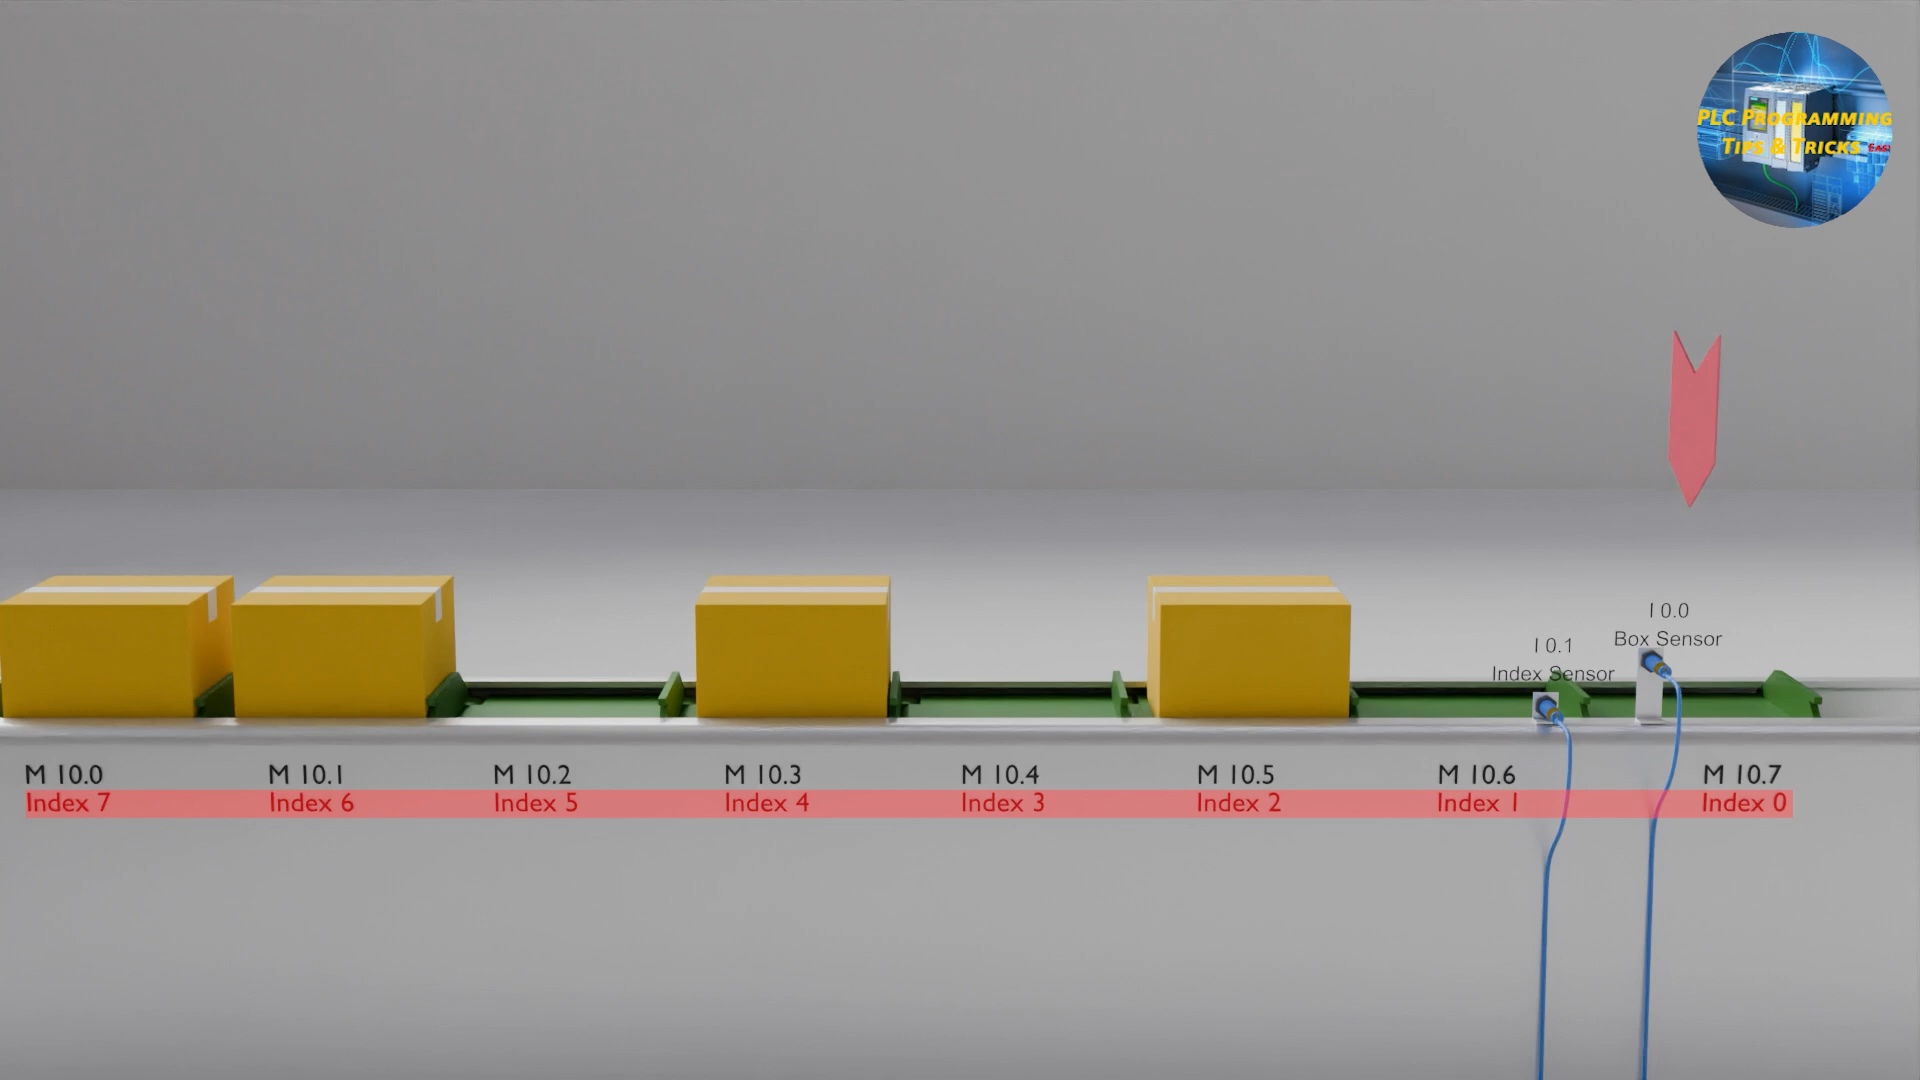 PLC PROGRAMMING
TIPS & TRICKS EASI
I 0.0
Box Sensor
I 0.1
Index Sensor
M 10.0 M 10.1 M 10.2 M 10.3 M 10.4 M 10.5 M 10.6 M 10.7
Index 7 Index 6 Index 5 Index 4 Index 3 Index 2 Index 1 Index 0